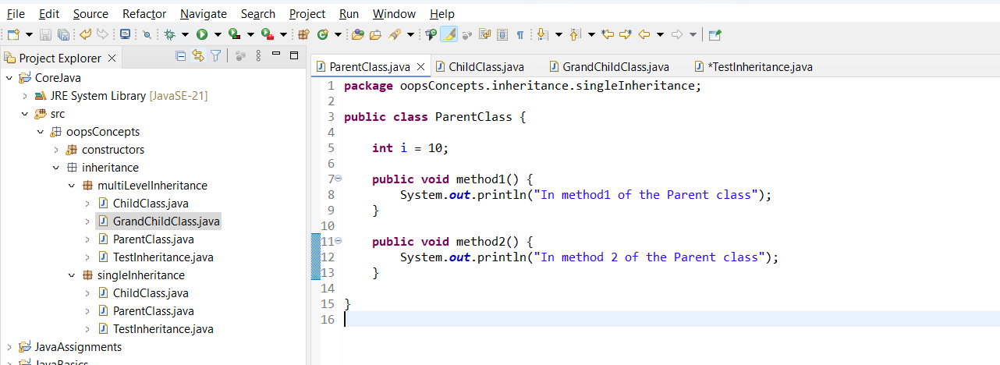 File Edit Source Refactor Navigate Search Project Run Window Help
Project Explorer
CoreJava
JRE System Library [JavaSE-21]
src
oopsConcepts
constructors
inheritance
multiLevelInheritance
ChildClass.java
GrandChildClass.java
ParentClass.java
TestInheritance.java
singleInheritance
ChildClass.java
ParentClass.java
TestInheritance.java
JavaAssignments
JavaBasics
ParentClass.java ChildClass.java GrandChildClass.java *TestInheritance.java
1 package oopsConcepts.inheritance.singleInheritance;
2
3 public class ParentClass {
4
5 int i = 10;
6
7 public void method1() {
8 System.out.println("In method1 of the Parent class");
9 }
10
11 public void method2() {
12 System.out.println("In method 2 of the Parent class");
13 }
14
15 }
16